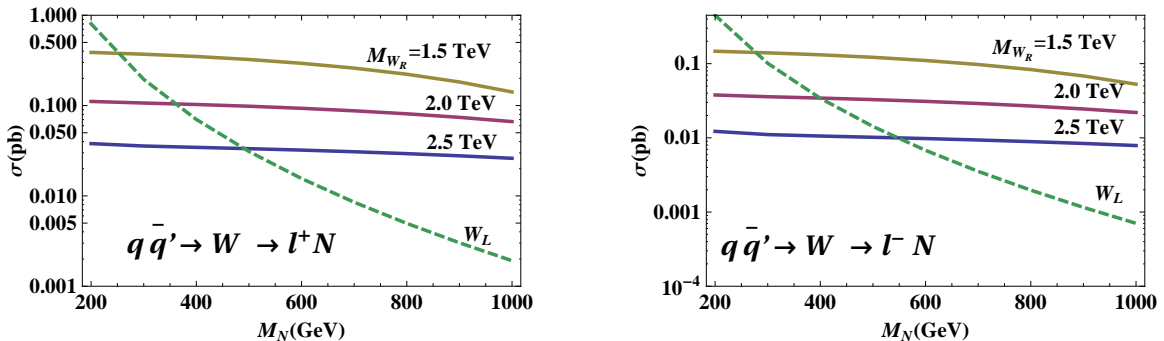 1.000
0.500
0.100
0.050
0.010
0.005
0.001
σ(pb)
M_{W_R}=1.5 TeV
2.0 TeV
2.5 TeV
W_L
q q̄' → W → l⁺ N
200 400 600 800 1000
M_N(GeV)
0.1
0.01
0.001
10⁻⁴
σ(pb)
M_{W_R}=1.5 TeV
2.0 TeV
2.5 TeV
W_L
q q̄' → W → l⁻ N
200 400 600 800 1000
M_N(GeV)